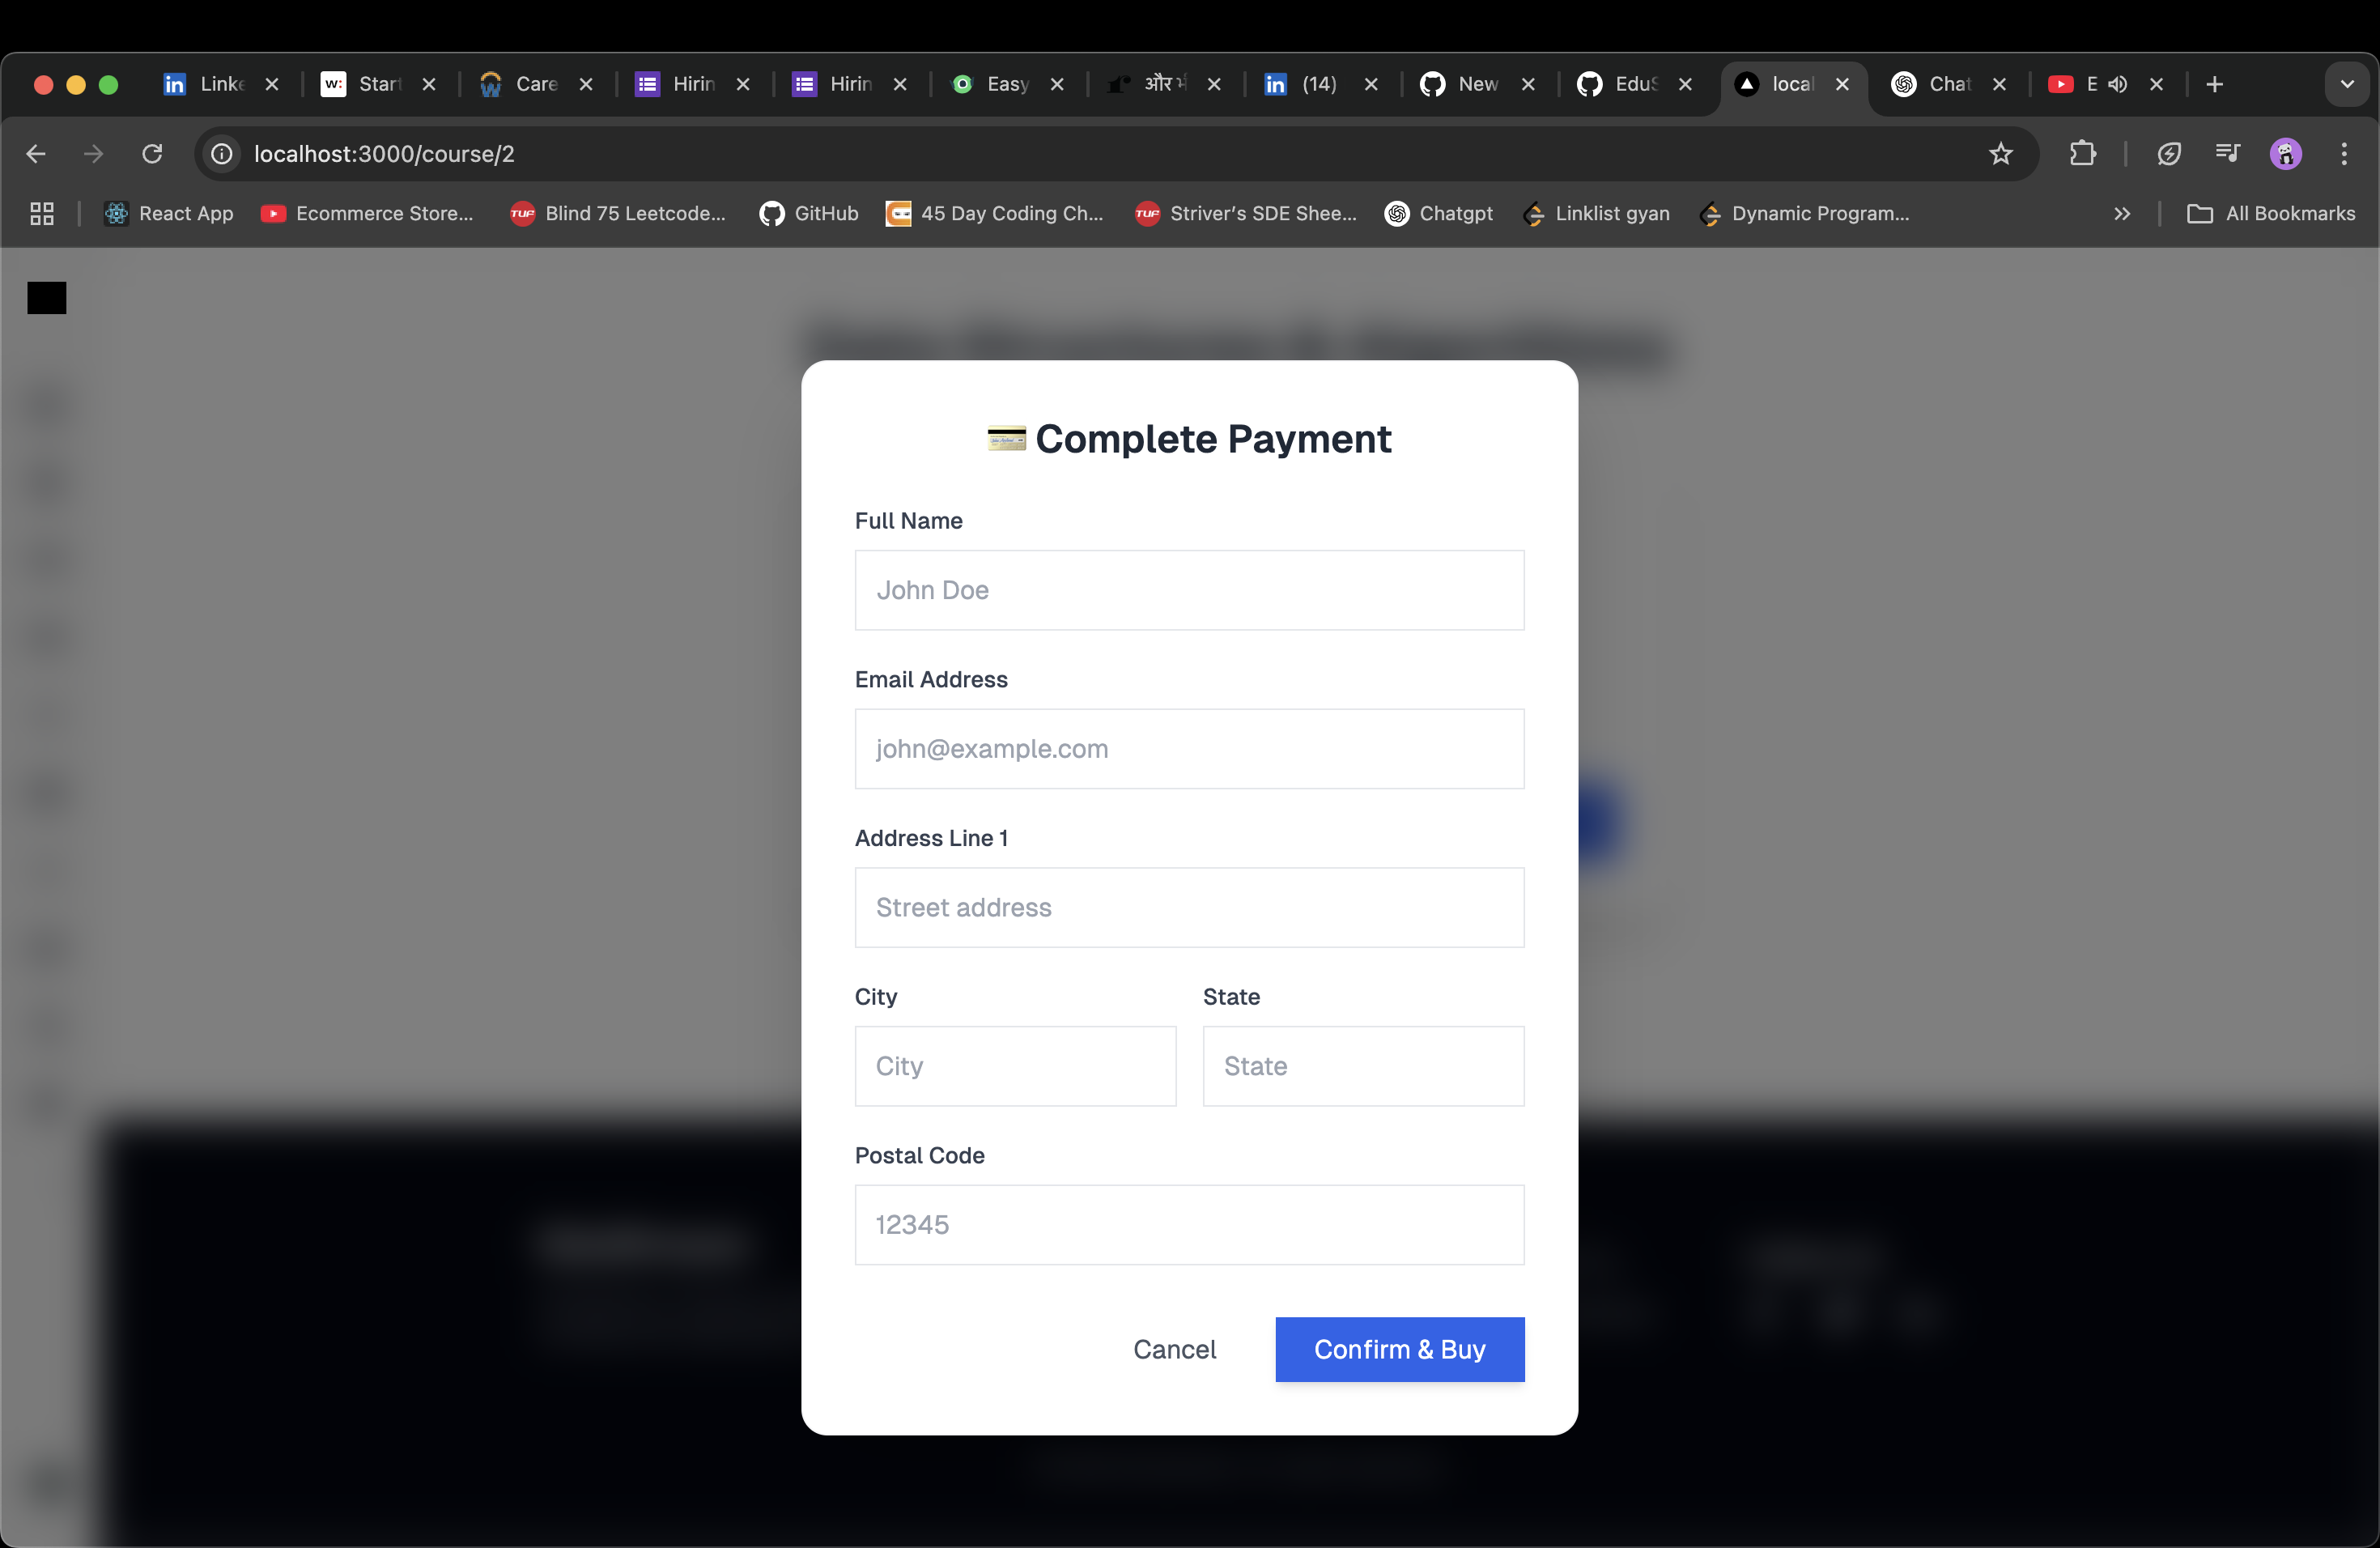 Linke
Start
Care
Hirin
Hirin
Easy
और भ
(14)
New
EduS
local
Chat
E
localhost:3000/course/2
React App
Ecommerce Store...
Blind 75 Leetcode...
GitHub
45 Day Coding Ch...
Striver's SDE Shee...
Chatgpt
Linklist gyan
Dynamic Program...
All Bookmarks
Complete Payment
Full Name
John Doe
Email Address
john@example.com
Address Line 1
Street address
City State
City State
Postal Code
12345
Cancel Confirm & Buy